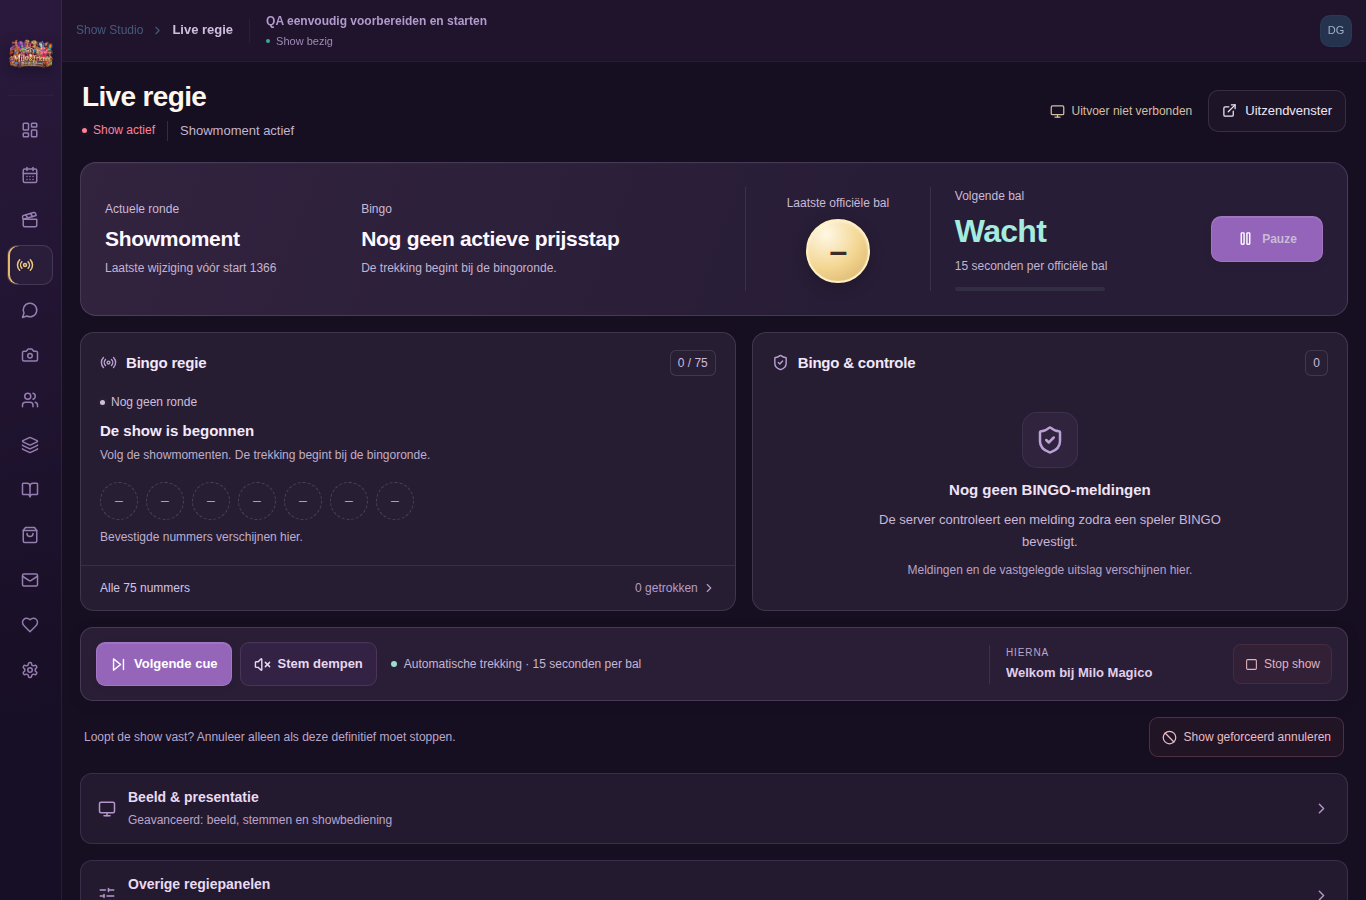 Show Studio
Live regie
QA eenvoudig voorbereiden en starten
Show bezig
DG
Live regie
Show actief
Showmoment actief
Uitvoer niet verbonden
Uitzendvenster
Actuele ronde
Showmoment
Laatste wijziging vóór start 1366
Bingo
Nog geen actieve prijsstap
De trekking begint bij de bingoronde.
Laatste officiële bal
–
Volgende bal
Wacht
15 seconden per officiële bal
Pauze
Bingo regie
0 / 75
Nog geen ronde
De show is begonnen
Volg de showmomenten. De trekking begint bij de bingoronde.
– – – – – – –
Bevestigde nummers verschijnen hier.
Alle 75 nummers
0 getrokken
Bingo & controle
0
Nog geen BINGO-meldingen
De server controleert een melding zodra een speler BINGO
bevestigt.
Meldingen en de vastgelegde uitslag verschijnen hier.
Volgende cue
Stem dempen
Automatische trekking · 15 seconden per bal
HIERNA
Welkom bij Milo Magico
Stop show
Loopt de show vast? Annuleer alleen als deze definitief moet stoppen.
Show geforceerd annuleren
Beeld & presentatie
Geavanceerd: beeld, stemmen en showbediening
Overige regiepanelen